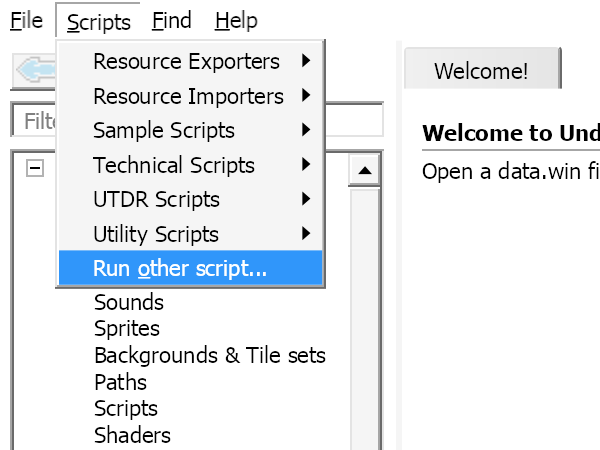 File Scripts Find Help
Resource Exporters
Resource Importers
Sample Scripts
Technical Scripts
UTDR Scripts
Utility Scripts
Run other script...
Sounds
Sprites
Backgrounds & Tile sets
Paths
Scripts
Shaders
Welcome!
Welcome to Und
Open a data.win fi